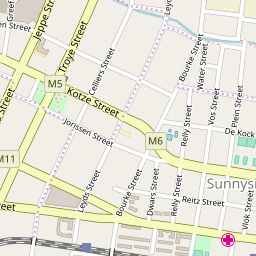 Jeppe Street
Troye Street
Celliers Street
Bourke Street
Water Street
De Plein Street
M5
Kotze Street
Vos Street
Jorissen Street
M6
Relly Street
De Kock
M11
Leyds Street
Bourke Street
Dwars Street
Relly Street
Sunnysi
Reitz Street
Vlok Street
Street